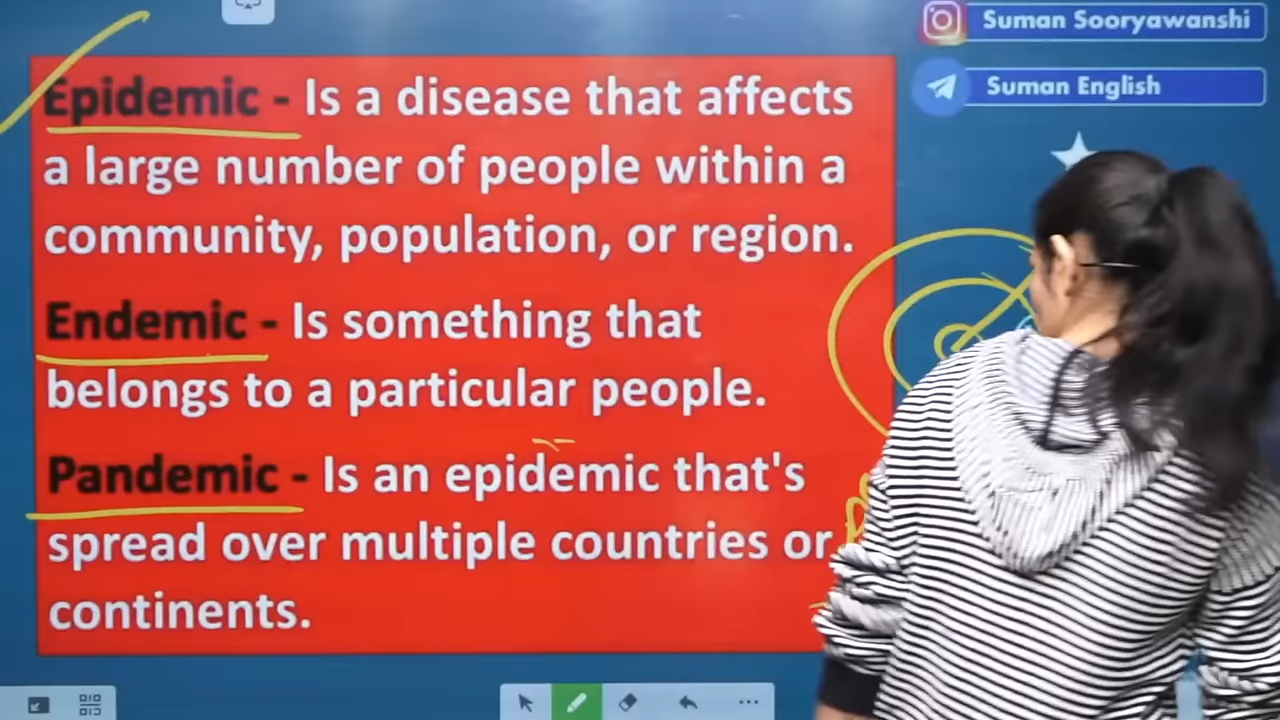 Suman Sooryawanshi
Suman English
Epidemic - Is a disease that affects
a large number of people within a
community, population, or region.
Endemic - Is something that
belongs to a particular people.
Pandemic - Is an epidemic that's
spread over multiple countries or
continents.